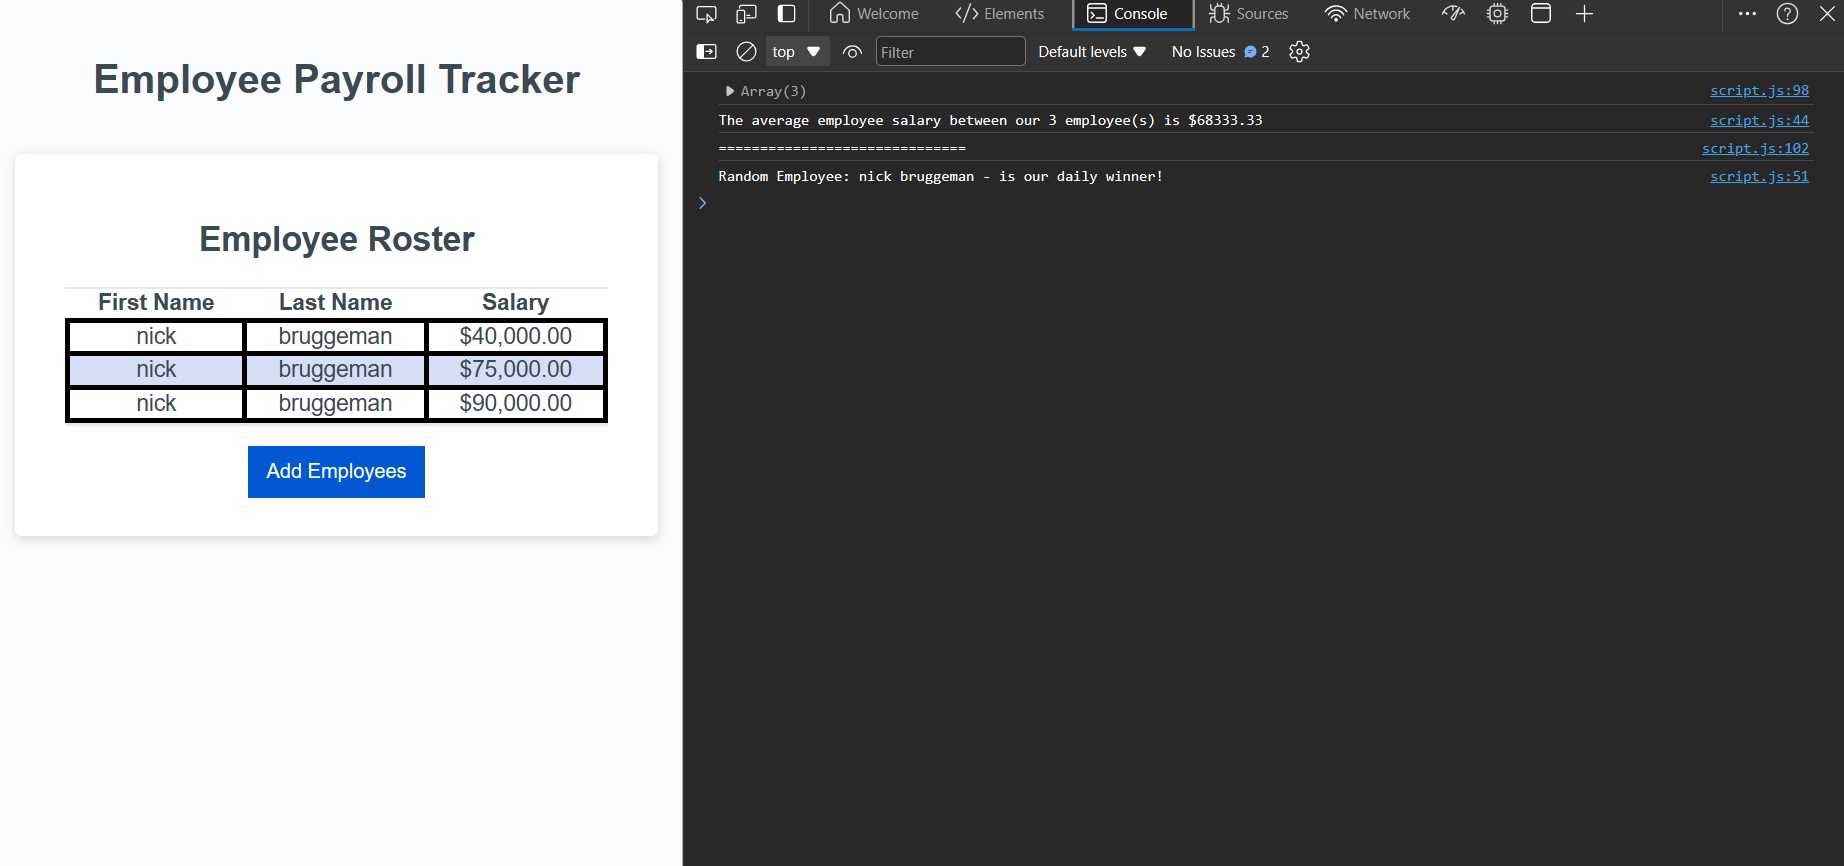 Employee Payroll Tracker
Employee Roster
First Name Last Name Salary
nick bruggeman $40,000.00
nick bruggeman $75,000.00
nick bruggeman $90,000.00
Add Employees
Welcome </> Elements Console Sources Network
top Filter Default levels No Issues 2
Array(3) script.js:98
The average employee salary between our 3 employee(s) is $68333.33 script.js:44
============================== script.js:102
Random Employee: nick bruggeman - is our daily winner! script.js:51